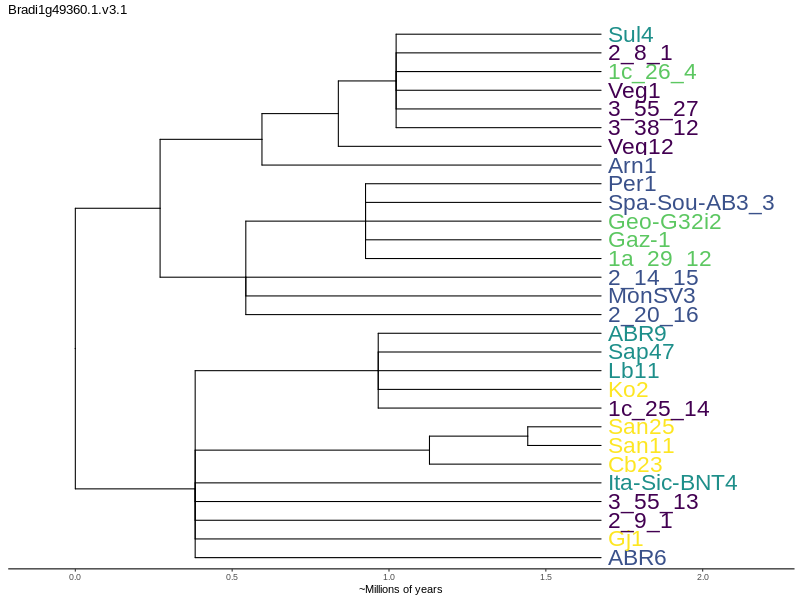 Bradi1g49360.1.v3.1
Sul4
2_8_1
1c_26_4
Veg1
3_55_27
3_38_12
Veg12
Arn1
Per1
Spa-Sou-AB3_3
Geo-G32i2
Gaz-1
1a_29_12
2_14_15
MonSV3
2_20_16
ABR9
Sap47
Lb11
Ko2
1c_25_14
San25
San11
Cb23
Ita-Sic-BNT4
3_55_13
2_9_1
Gj1
ABR6
0.0 0.5 1.0 1.5 2.0
~Millions of years